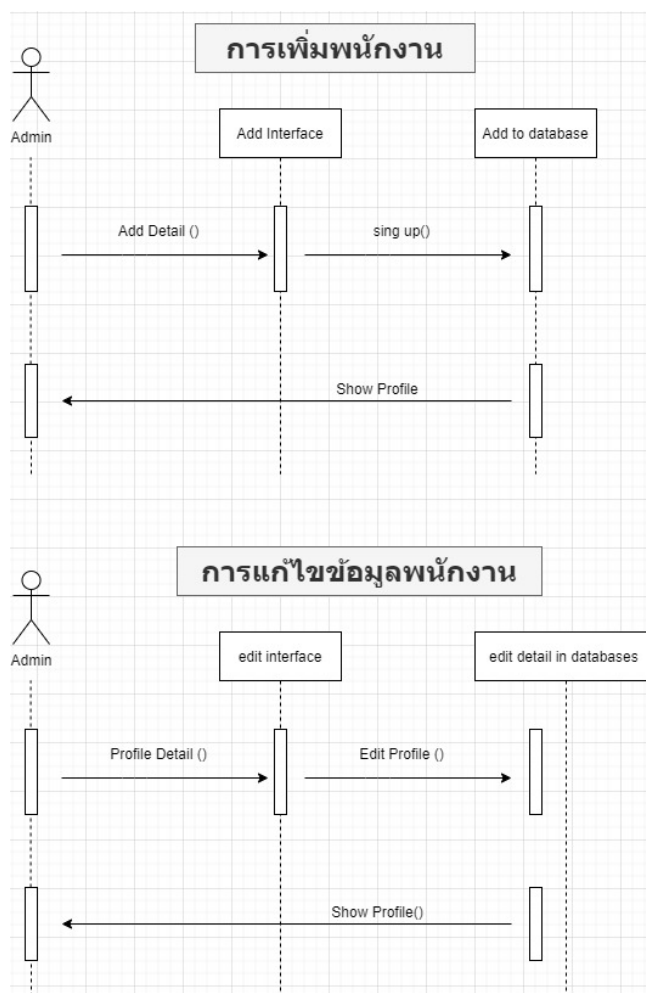 การเพิ่มพนักงาน
Admin
Add Interface
Add to database
Add Detail ()
sing up()
Show Profile
การแก้ไขข้อมูลพนักงาน
Admin
edit interface
edit detail in databases
Profile Detail ()
Edit Profile ()
Show Profile()